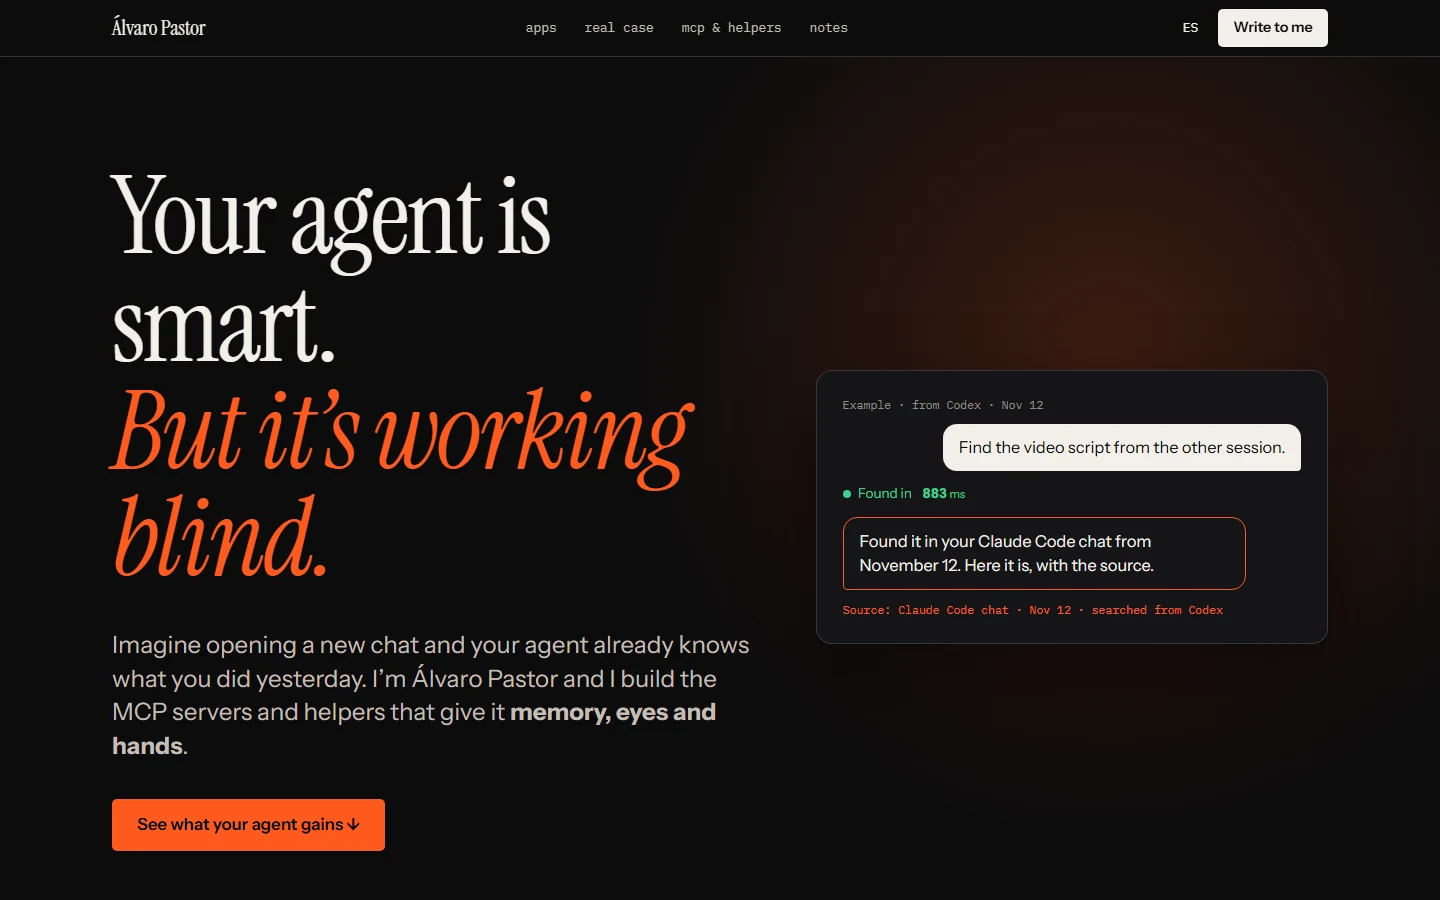 Álvaro Pastor
apps
real case
mcp & helpers
notes
ES
Write to me
Your agent is
smart.
But it’s working
blind.
Imagine opening a new chat and your agent already knows
what you did yesterday. I’m Álvaro Pastor and I build the
MCP servers and helpers that give it memory, eyes and
hands.
See what your agent gains ↓
Example · from Codex · Nov 12
Find the video script from the other session.
Found in 883 ms
Found it in your Claude Code chat from
November 12. Here it is, with the source.
Source: Claude Code chat · Nov 12 · searched from Codex